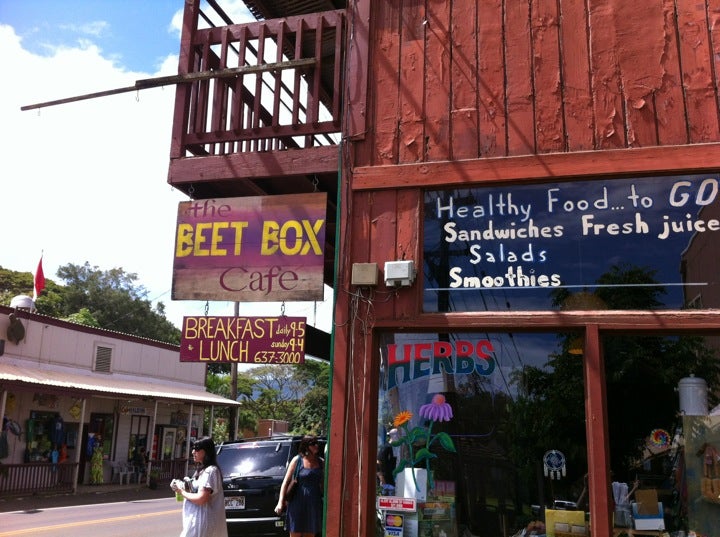 the
BEET BOX
Cafe
BREAKFAST daily 9-5
& LUNCH sunday 9-4
637-3000
Healthy Food...to GO
Sandwiches Fresh juice
Salads
Smoothies
HERBS
VISA